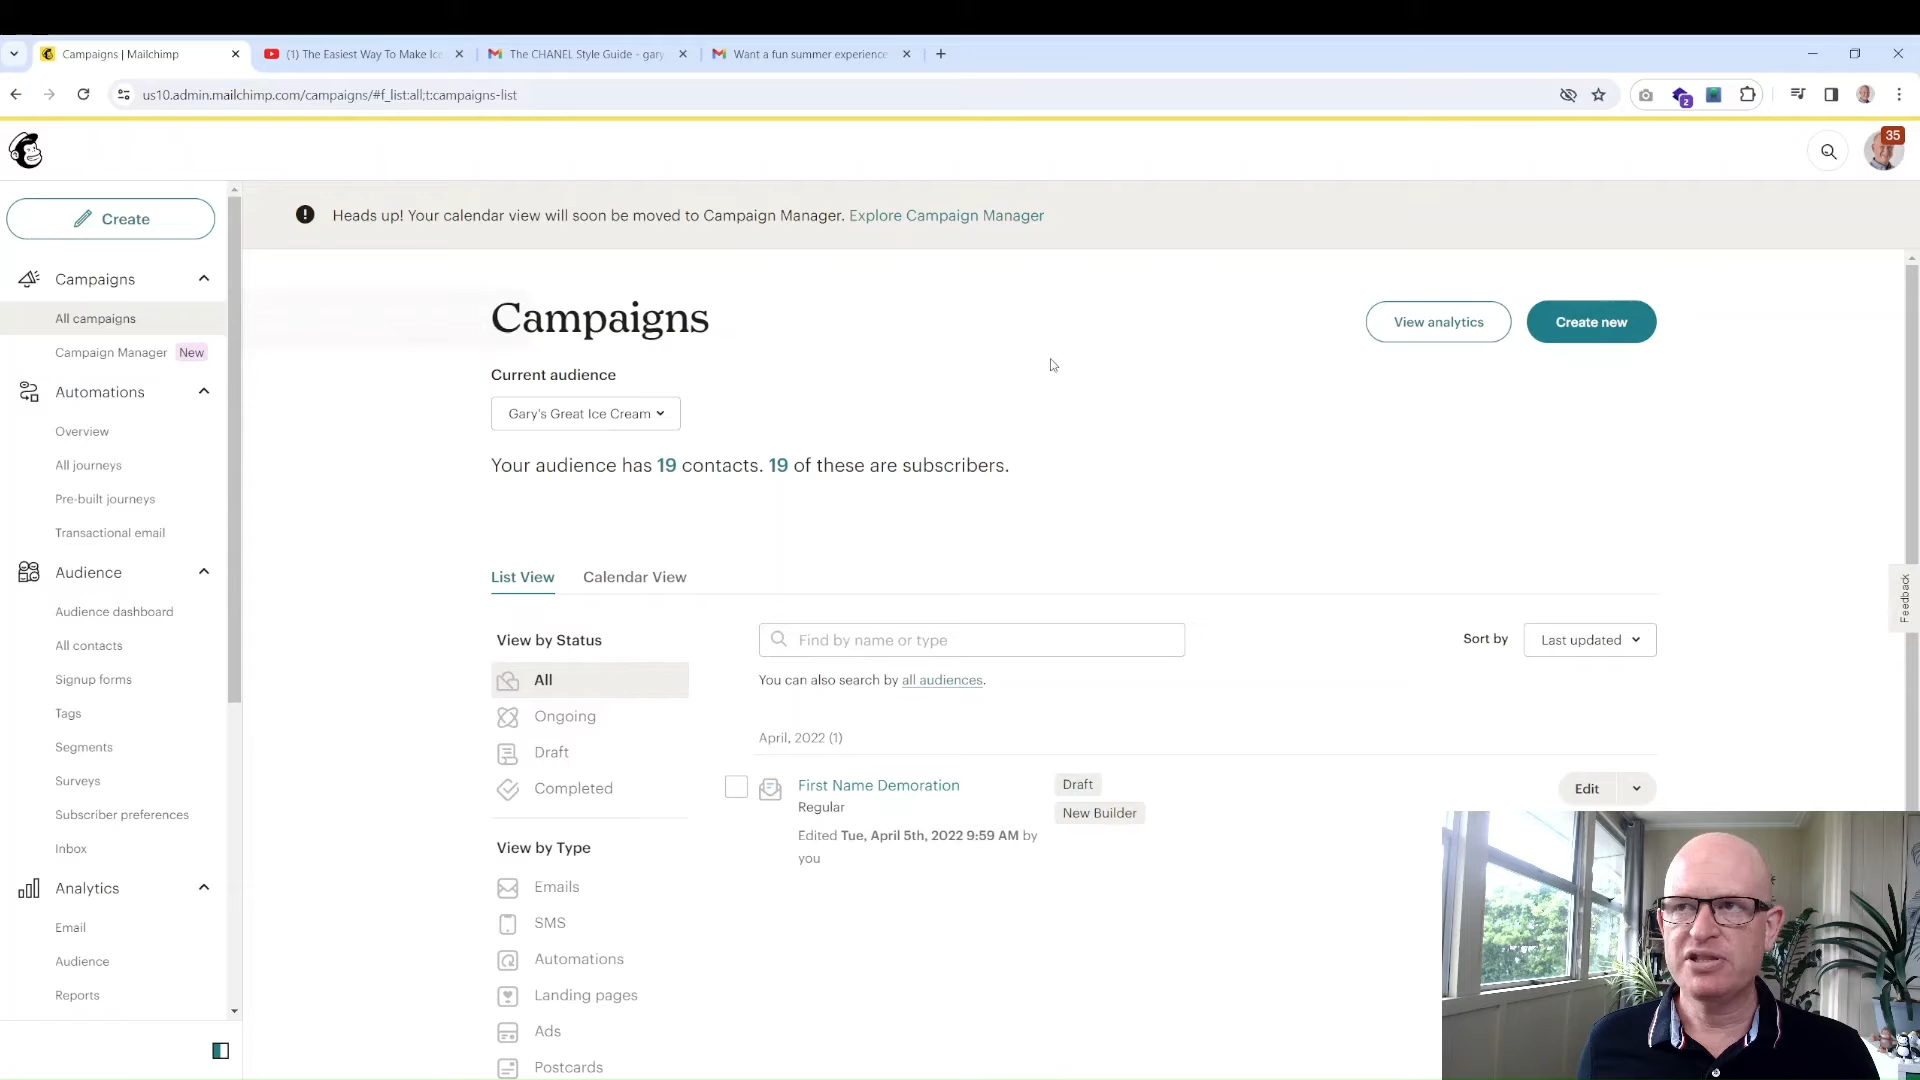 Campaigns | Mailchimp
(1) The Easiest Way To Make Ice
The CHANEL Style Guide - gary
Want a fun summer experience
us10.admin.mailchimp.com/campaigns/#f_list:all;t:campaigns-list
2
35
Create
Heads up! Your calendar view will soon be moved to Campaign Manager. Explore Campaign Manager
Campaigns
All campaigns
Campaign Manager New
Automations
Overview
All journeys
Pre-built journeys
Transactional email
Audience
Audience dashboard
All contacts
Signup forms
Tags
Segments
Surveys
Subscriber preferences
Inbox
Analytics
Email
Audience
Reports
Campaigns
View analytics
Create new
Current audience
Gary's Great Ice Cream
Your audience has 19 contacts. 19 of these are subscribers.
List View
Calendar View
View by Status
All
Ongoing
Draft
Completed
View by Type
Emails
SMS
Automations
Landing pages
Ads
Postcards
Find by name or type
Sort by
Last updated
You can also search by all audiences.
April, 2022 (1)
First Name Demoration
Regular
Edited Tue, April 5th, 2022 9:59 AM by
you
Draft
New Builder
Edit
Feedback